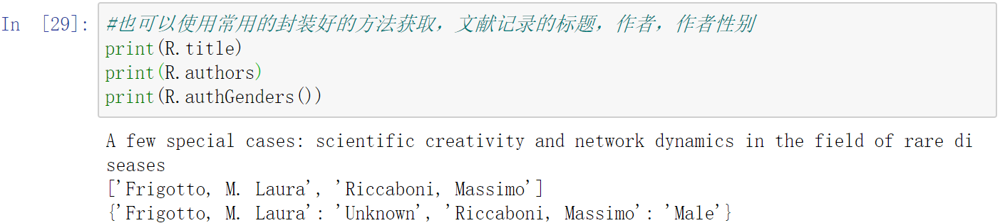 In [29]: #也可以使用常用的封装好的方法获取，文献记录的标题，作者，作者性别
print(R.title)
print(R.authors)
print(R.authGenders())
A few special cases: scientific creativity and network dynamics in the field of rare di
seases
['Frigotto, M. Laura', 'Riccaboni, Massimo']
{'Frigotto, M. Laura': 'Unknown', 'Riccaboni, Massimo': 'Male'}